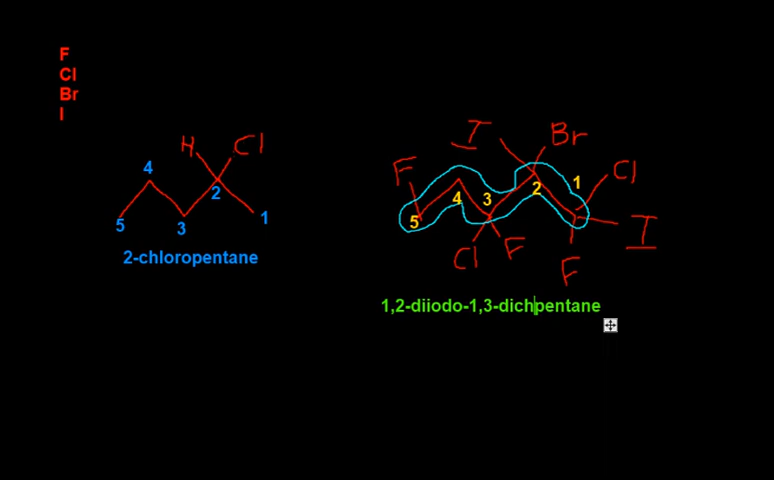 F
Cl
Br
I
H Cl
4
2
5 3 1
2-chloropentane
I Br
F Cl
1
2
3
4
5 I
Cl F
F
1,2-diiodo-1,3-dichpentane